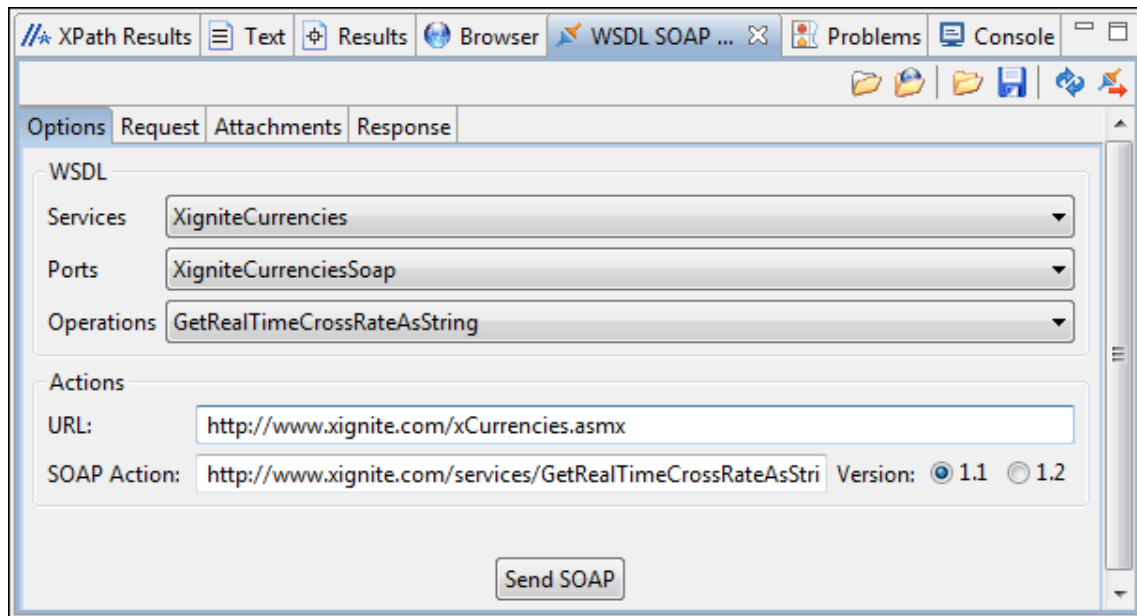 XPath Results Text Results Browser WSDL SOAP ... Problems Console
Options Request Attachments Response
WSDL
Services XigniteCurrencies
Ports XigniteCurrenciesSoap
Operations GetRealTimeCrossRateAsString
Actions
URL: http://www.xignite.com/xCurrencies.asmx
SOAP Action: http://www.xignite.com/services/GetRealTimeCrossRateAsStri Version: 1.1 1.2
Send SOAP